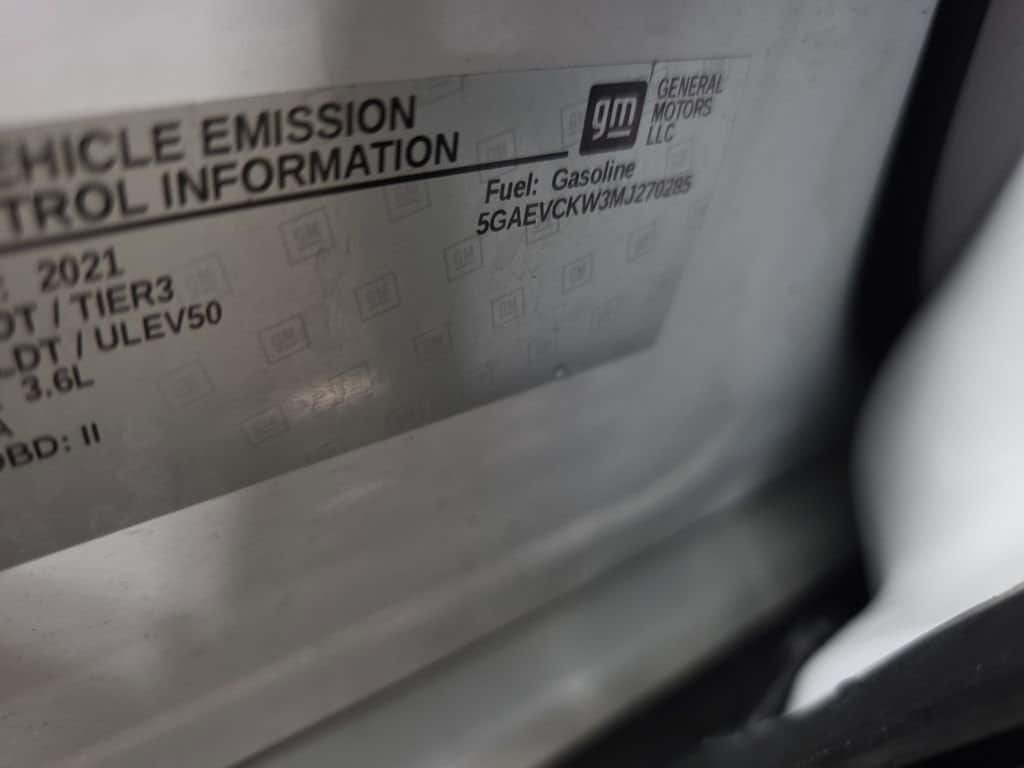 EHICLE EMISSION
TROL INFORMATION
gm
GENERAL
MOTORS
LLC
Fuel: Gasoline
5GAEVCKW3MJ270285
: 2021
DT / TIER3
LDT / ULEV50
3.6L
A
OBD: II